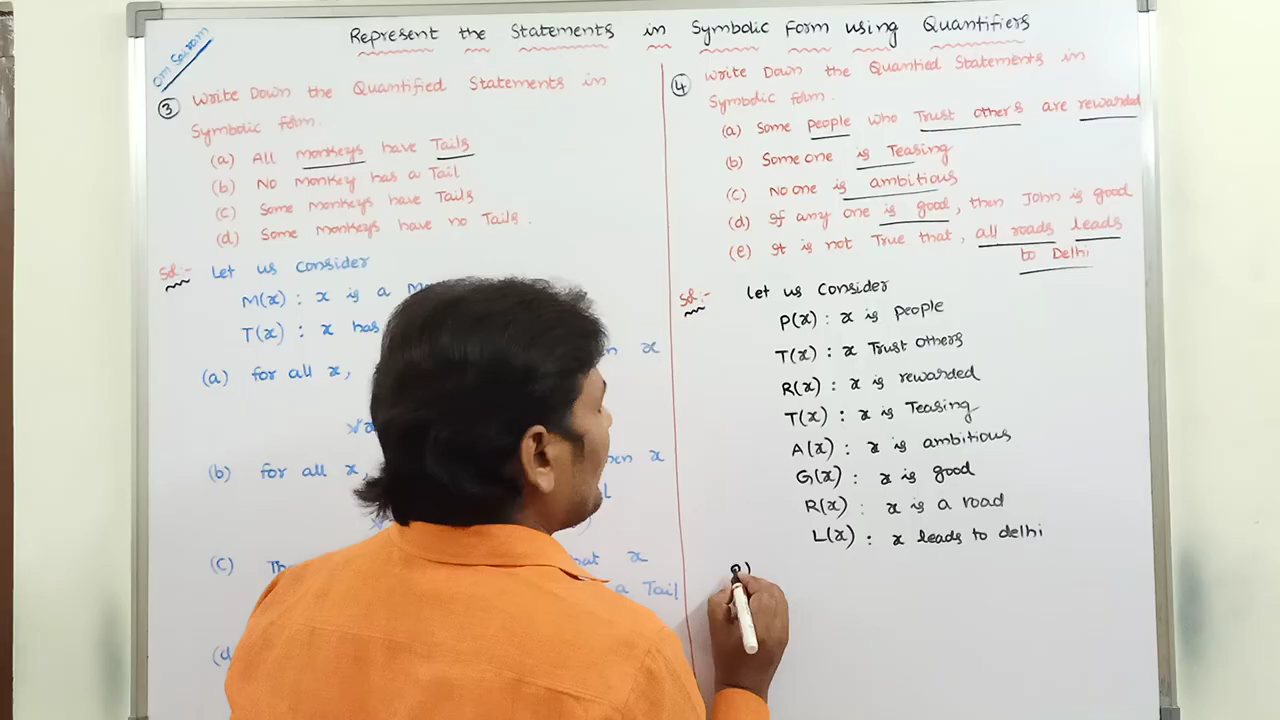 Om Sairam
Represent the Statements in Symbolic Form using Quantifiers
③ Write Down the Quantified Statements in
Symbolic form.
(a) All monkeys have Tails
(b) No Monkey has a Tail
(c) Some Monkeys have Tails
(d) Some Monkeys have no Tails.
Sol:- Let us consider
M(x) : x is a
T(x) : x has
x
(a) for all x,
∀x
(b) for all x, x
(c) x
a Tail
(d
④ Write Down the Quantied Statements in
Symbolic form.
(a) Some people who Trust others are rewarded
(b) Some one is Teasing
(c) No one is ambitious
(d) If any one is good, then John is good
(e) It is not True that, all roads leads
to Delhi
Sol:- Let us Consider
P(x) : x is people
T(x) : x Trust others
R(x) : x is rewarded
T(x) : x is Teasing
A(x) : x is ambitious
G(x) : x is good
R(x) : x is a road
L(x) : x leads to delhi
a)